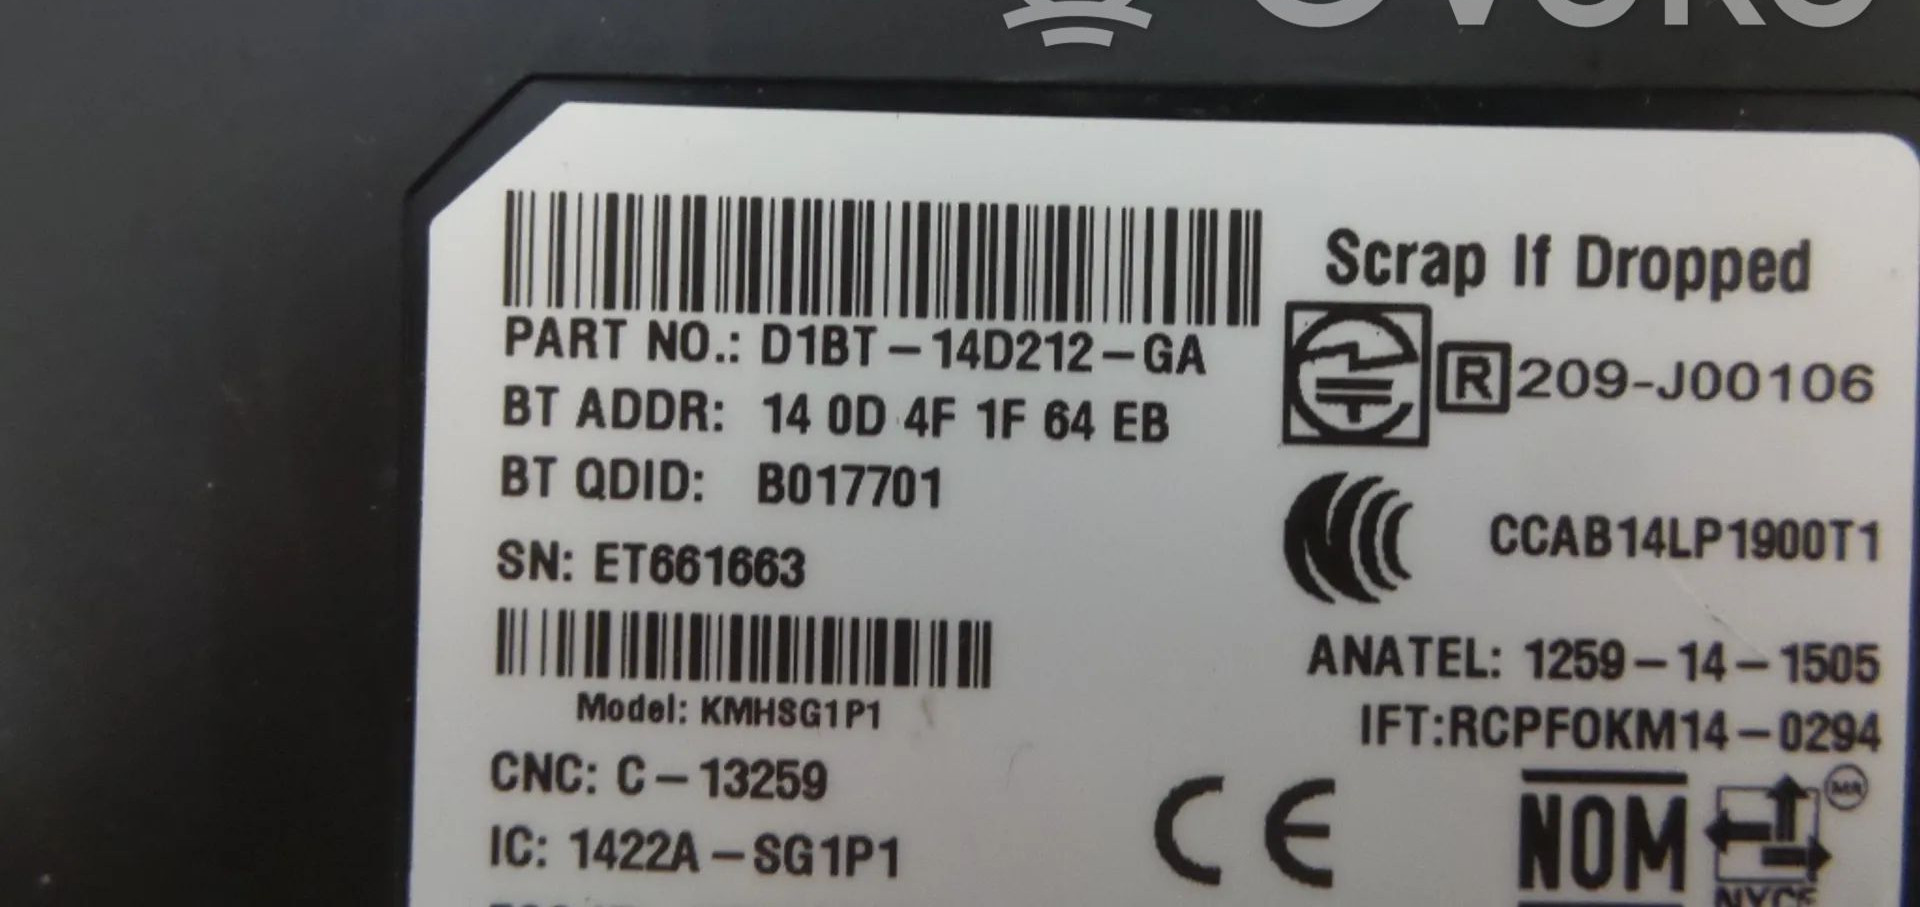 PART NO.: D1BT-14D212-GA
BT ADDR: 14 0D 4F 1F 64 EB
BT QDID: B017701
SN: ET661663
Model: KMHSG1P1
CNC: C-13259
IC: 1422A-SG1P1
Scrap If Dropped
R 209-J00106
CCAB14LP1900T1
ANATEL: 1259-14-1505
IFT:RCPFOKM14-0294
CE
NOM
NYCE